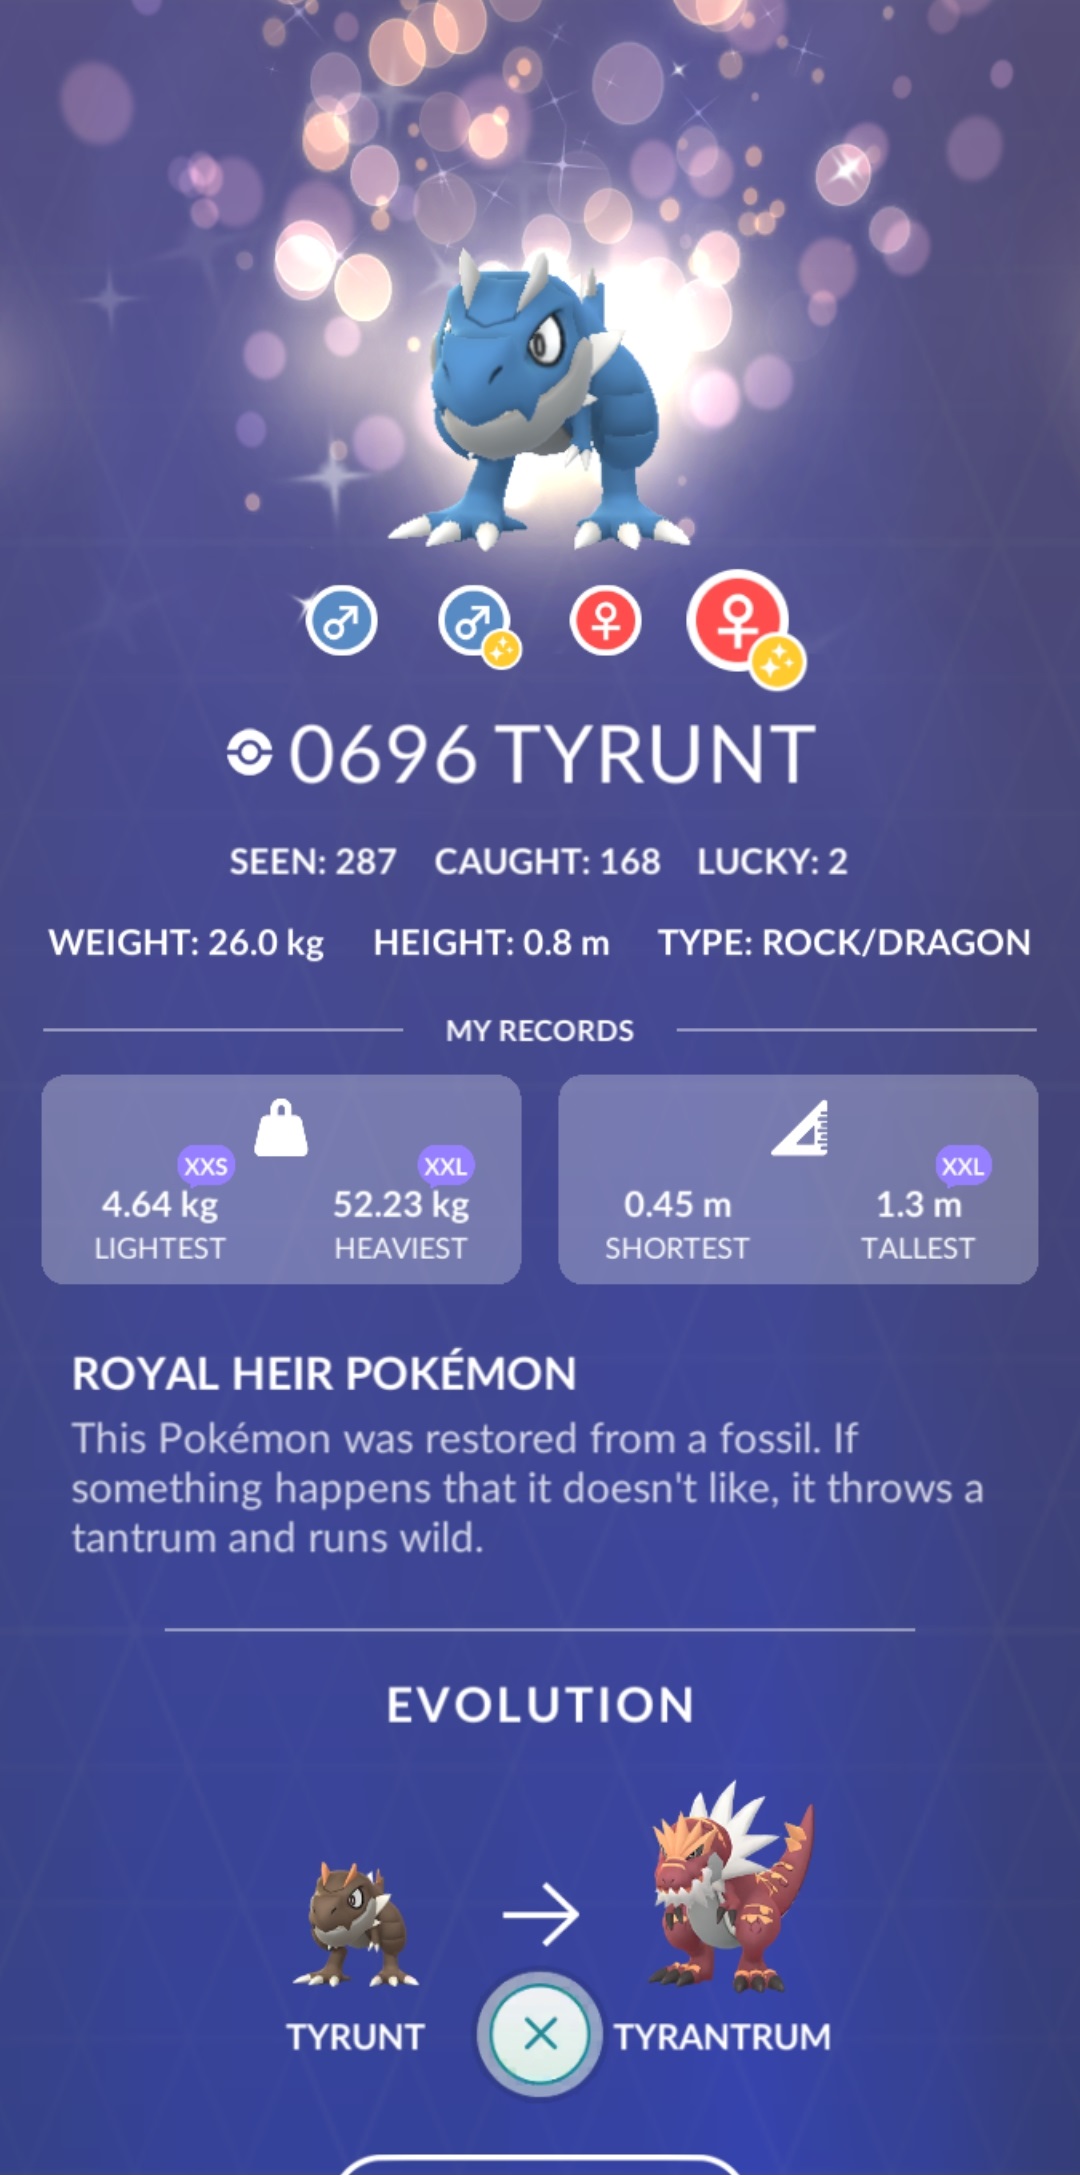 0696 TYRUNT
SEEN: 287 CAUGHT: 168 LUCKY: 2
WEIGHT: 26.0 kg HEIGHT: 0.8 m TYPE: ROCK/DRAGON
MY RECORDS
XXS XXL XXL
4.64 kg 52.23 kg 0.45 m 1.3 m
LIGHTEST HEAVIEST SHORTEST TALLEST
ROYAL HEIR POKÉMON
This Pokémon was restored from a fossil. If
something happens that it doesn't like, it throws a
tantrum and runs wild.
EVOLUTION
TYRUNT TYRANTRUM